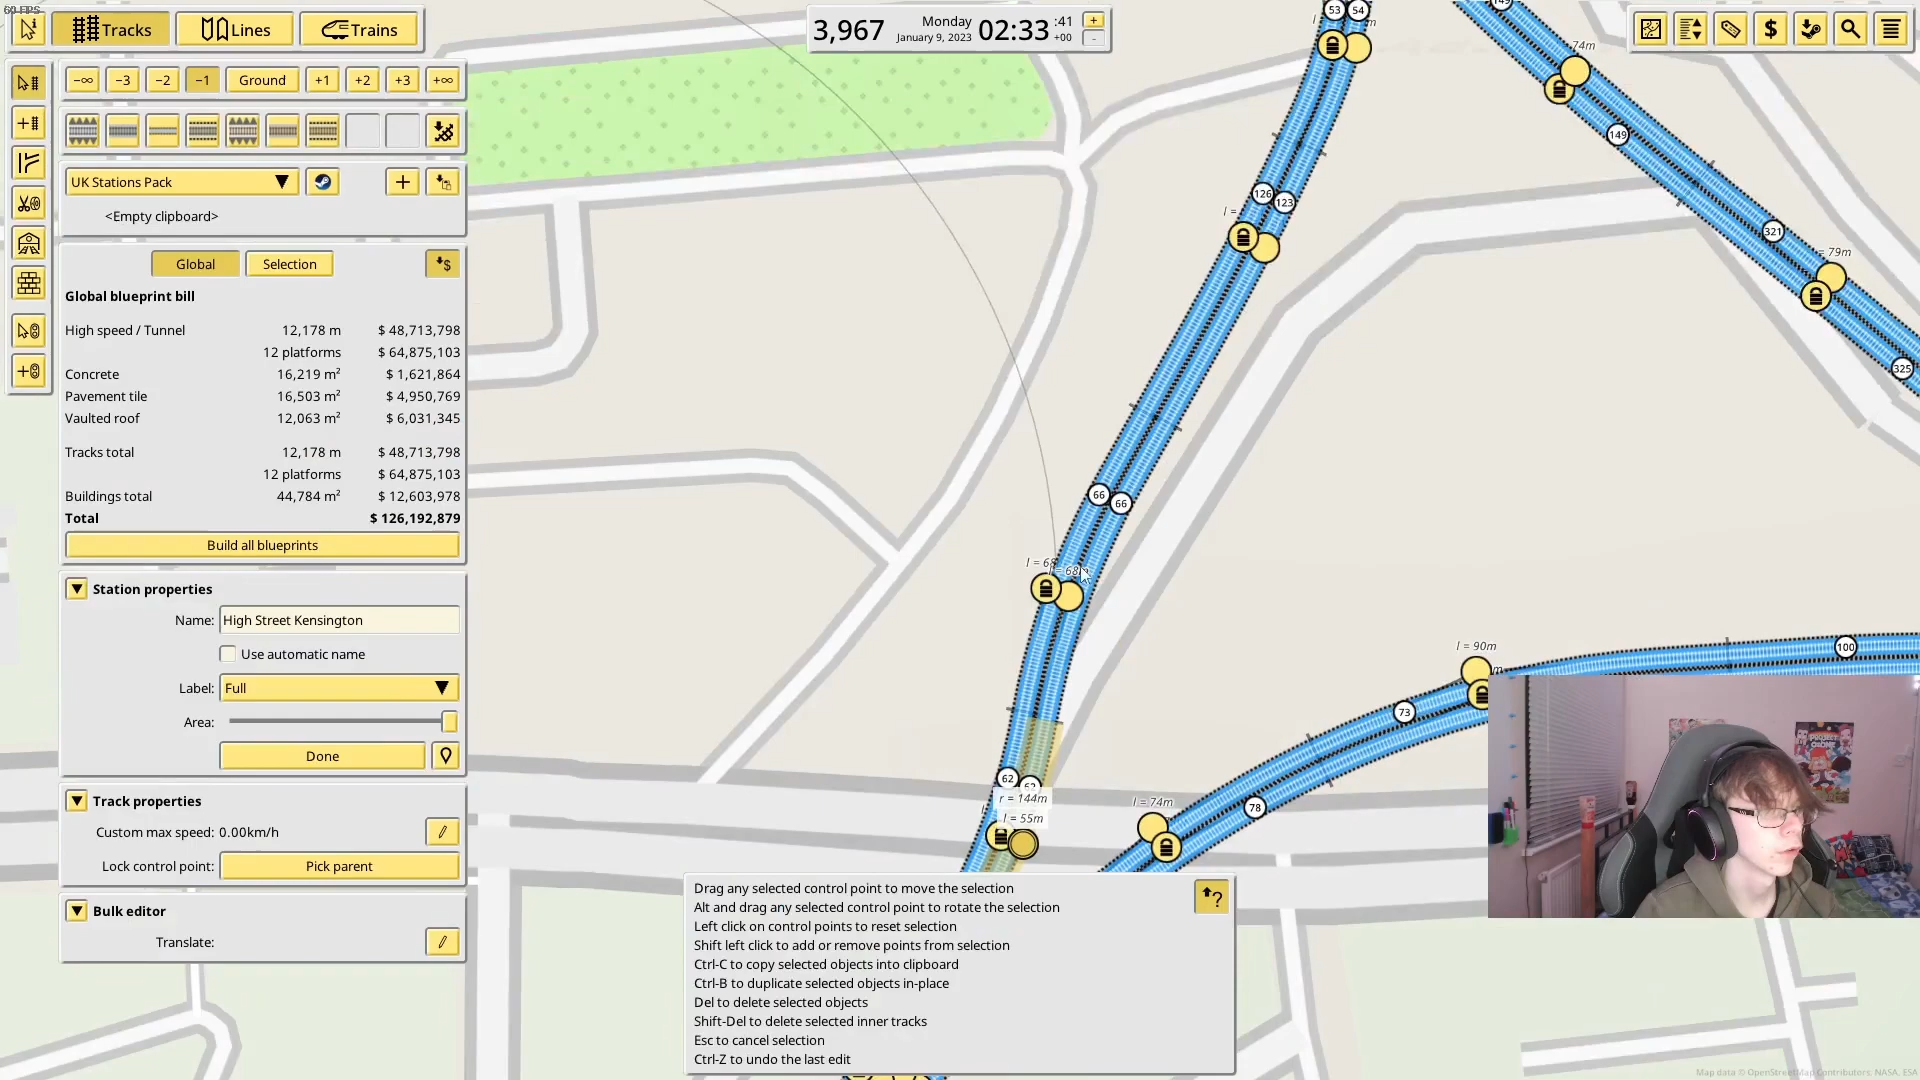 60 FPS
Tracks
Lines
Trains
3,967
Monday
January 9, 2023
02:33
:41
+00
+
-
−∞
−3
−2
−1
Ground
+1
+2
+3
+∞
UK Stations Pack
<Empty clipboard>
Global
Selection
Global blueprint bill
High speed / Tunnel 12,178 m $ 48,713,798
12 platforms $ 64,875,103
Concrete 16,219 m² $ 1,621,864
Pavement tile 16,503 m² $ 4,950,769
Vaulted roof 12,063 m² $ 6,031,345
Tracks total 12,178 m $ 48,713,798
12 platforms $ 64,875,103
Buildings total 44,784 m² $ 12,603,978
Total $ 126,192,879
Build all blueprints
Station properties
Name: High Street Kensington
Use automatic name
Label: Full
Area:
Done
Track properties
Custom max speed: 0.00km/h
Lock control point: Pick parent
Bulk editor
Translate:
53
54
149
74m
149
126
123
l =
321
= 79m
325
66
66
l = 68
l = 68
l = 90m
100
73
62
r = 144m
l = 55m
l = 74m
78
Drag any selected control point to move the selection
Alt and drag any selected control point to rotate the selection
Left click on control points to reset selection
Shift left click to add or remove points from selection
Ctrl-C to copy selected objects into clipboard
Ctrl-B to duplicate selected objects in-place
Del to delete selected objects
Shift-Del to delete selected inner tracks
Esc to cancel selection
Ctrl-Z to undo the last edit
Map data © OpenStreetMap Contributors, NASA, ESA